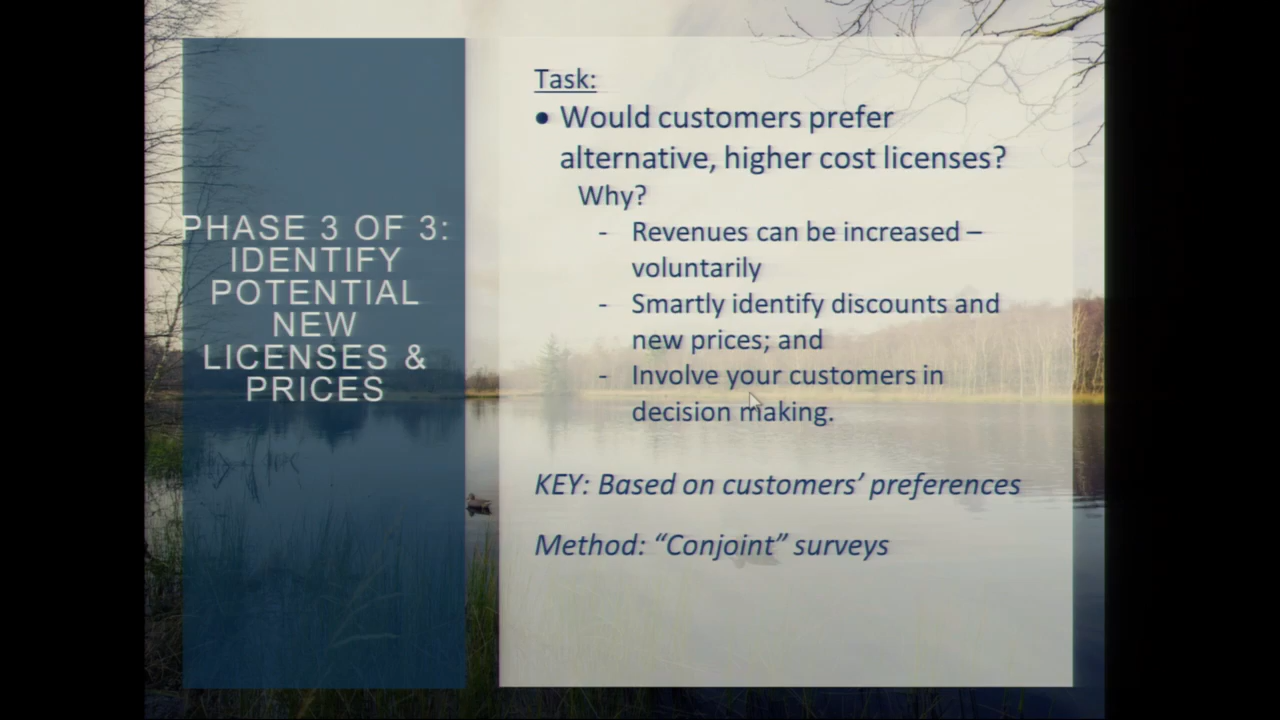 PHASE 3 OF 3:
IDENTIFY
POTENTIAL
NEW
LICENSES &
PRICES
Task:
• Would customers prefer
alternative, higher cost licenses?
Why?
- Revenues can be increased –
voluntarily
- Smartly identify discounts and
new prices; and
- Involve your customers in
decision making.
KEY: Based on customers’ preferences
Method: “Conjoint” surveys